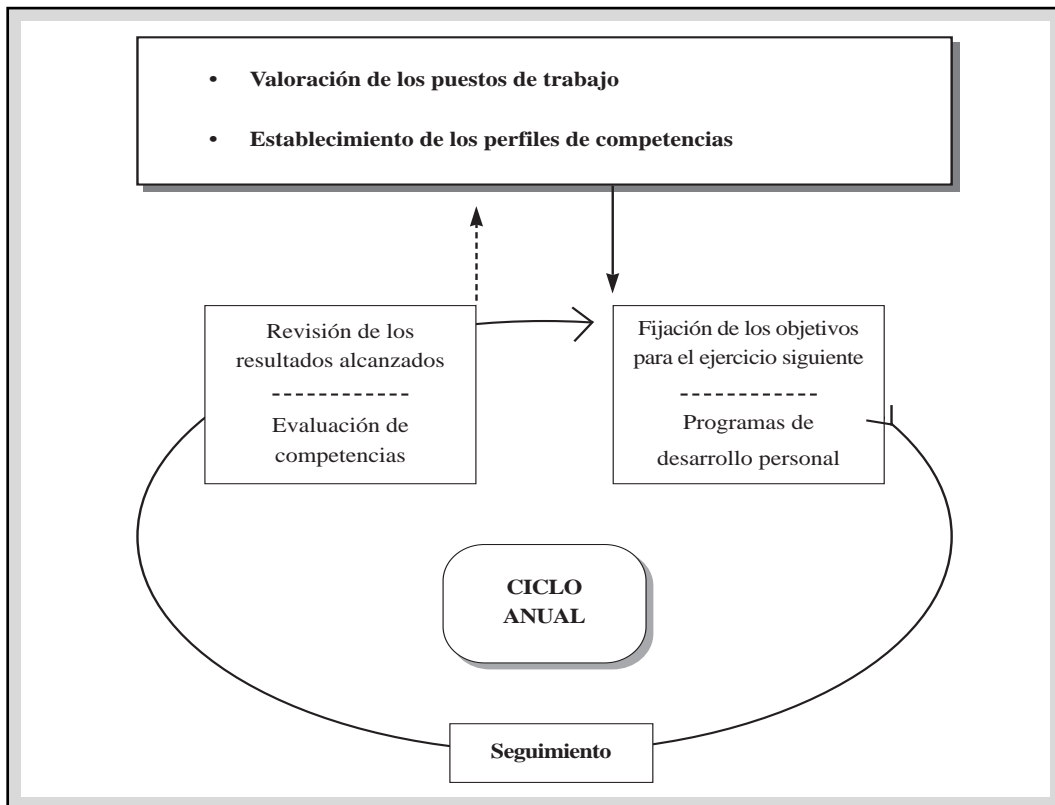 • Valoración de los puestos de trabajo
• Establecimiento de los perfiles de competencias
Revisión de los
resultados alcanzados
Evaluación de
competencias
Fijación de los objetivos
para el ejercicio siguiente
Programas de
desarrollo personal
CICLO
ANUAL
Seguimiento